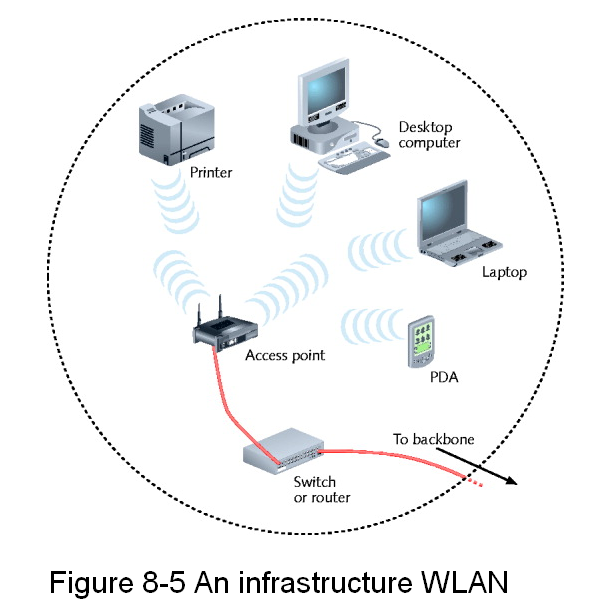 Desktop
computer
Printer
Laptop
Access point
PDA
To backbone
Switch
or router
Figure 8-5 An infrastructure WLAN